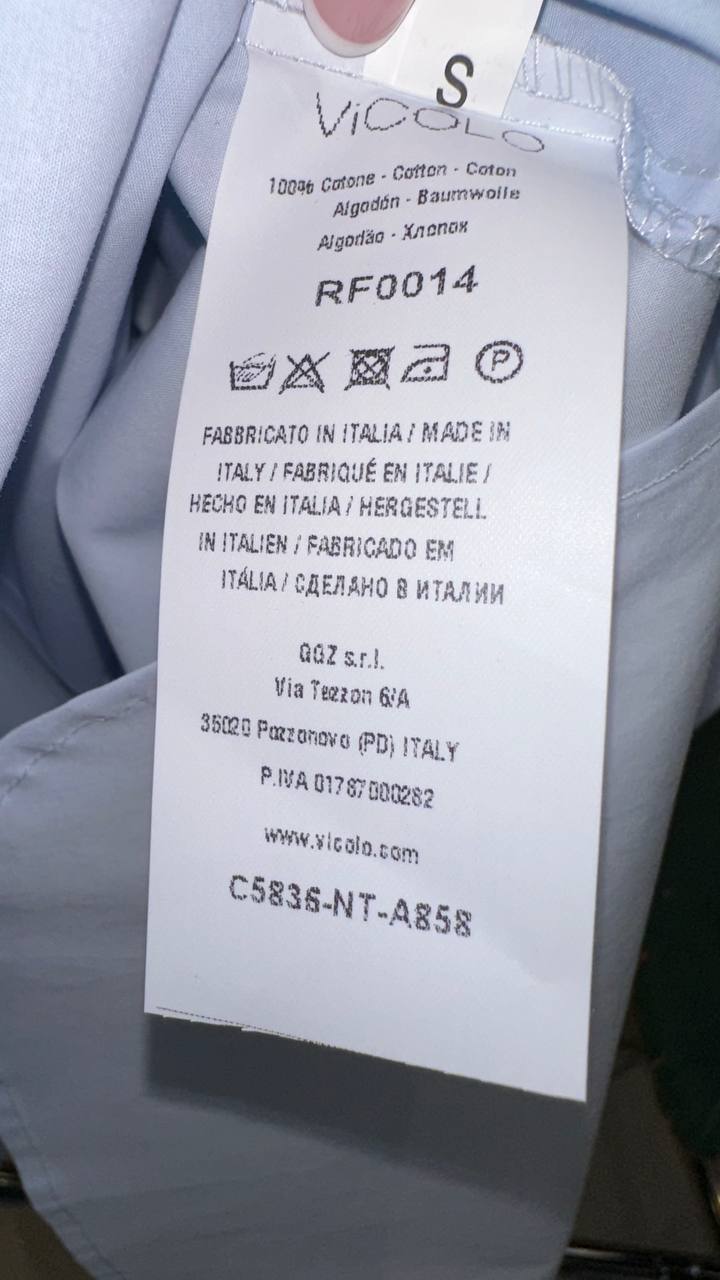 S
ViCOLO
100% Cotone - Cotton - Coton
Algodón - Baumwolle
Algodão - Хлопок
RF0014
P
FABBRICATO IN ITALIA / MADE IN
ITALY / FABRIQUÉ EN ITALIE /
HECHO EN ITALIA / HERGESTELL
IN ITALIEN / FABRICADO EM
ITÁLIA / СДЕЛАНО В ИТАЛИИ
GGZ s.r.l.
Via Tezzon 6/A
35020 Pozzonovo (PD) ITALY
P.IVA 01787000282
www.vicolo.com
C5836-NT-A858